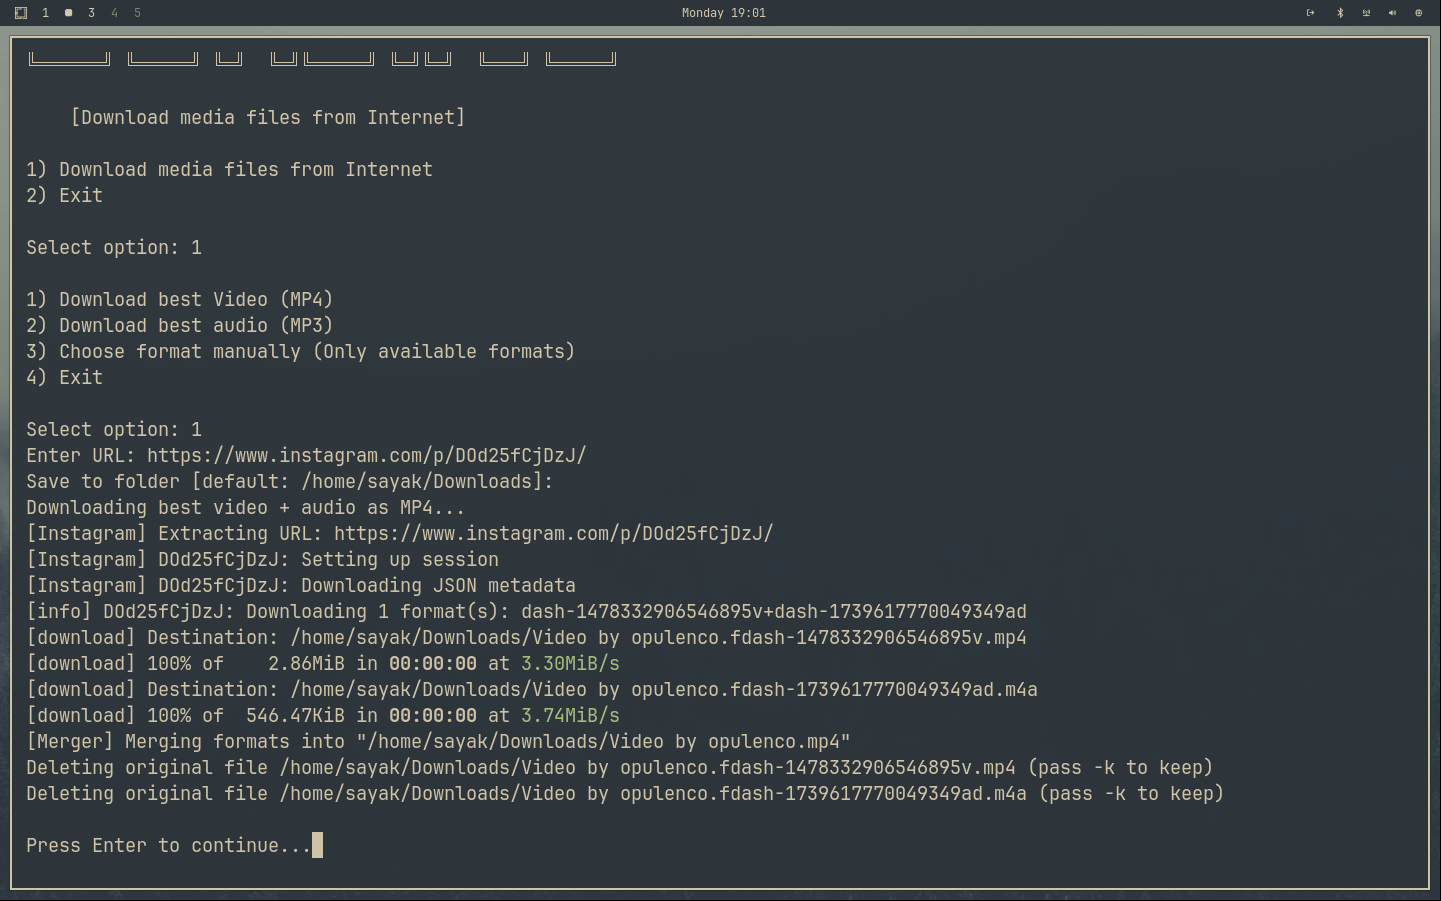 1 3 4 5 Monday 19:01
[Download media files from Internet]
1) Download media files from Internet
2) Exit
Select option: 1
1) Download best Video (MP4)
2) Download best audio (MP3)
3) Choose format manually (Only available formats)
4) Exit
Select option: 1
Enter URL: https://www.instagram.com/p/DOd25fCjDzJ/
Save to folder [default: /home/sayak/Downloads]:
Downloading best video + audio as MP4...
[Instagram] Extracting URL: https://www.instagram.com/p/DOd25fCjDzJ/
[Instagram] DOd25fCjDzJ: Setting up session
[Instagram] DOd25fCjDzJ: Downloading JSON metadata
[info] DOd25fCjDzJ: Downloading 1 format(s): dash-1478332906546895v+dash-1739617770049349ad
[download] Destination: /home/sayak/Downloads/Video by opulenco.fdash-1478332906546895v.mp4
[download] 100% of    2.86MiB in 00:00:00 at 3.30MiB/s
[download] Destination: /home/sayak/Downloads/Video by opulenco.fdash-1739617770049349ad.m4a
[download] 100% of  546.47KiB in 00:00:00 at 3.74MiB/s
[Merger] Merging formats into "/home/sayak/Downloads/Video by opulenco.mp4"
Deleting original file /home/sayak/Downloads/Video by opulenco.fdash-1478332906546895v.mp4 (pass -k to keep)
Deleting original file /home/sayak/Downloads/Video by opulenco.fdash-1739617770049349ad.m4a (pass -k to keep)
Press Enter to continue...